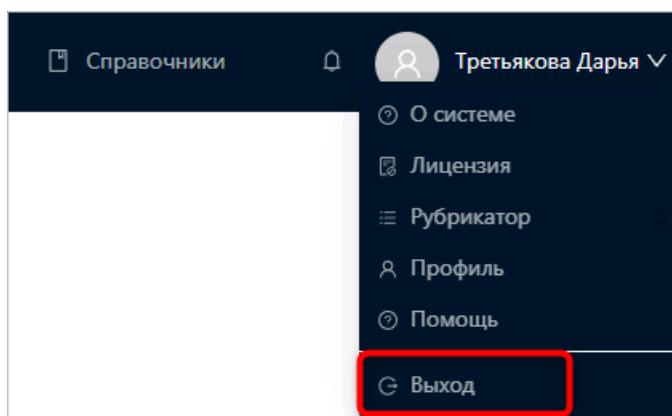 Справочники
Третьякова Дарья
О системе
Лицензия
Рубрикатор
Профиль
Помощь
Выход